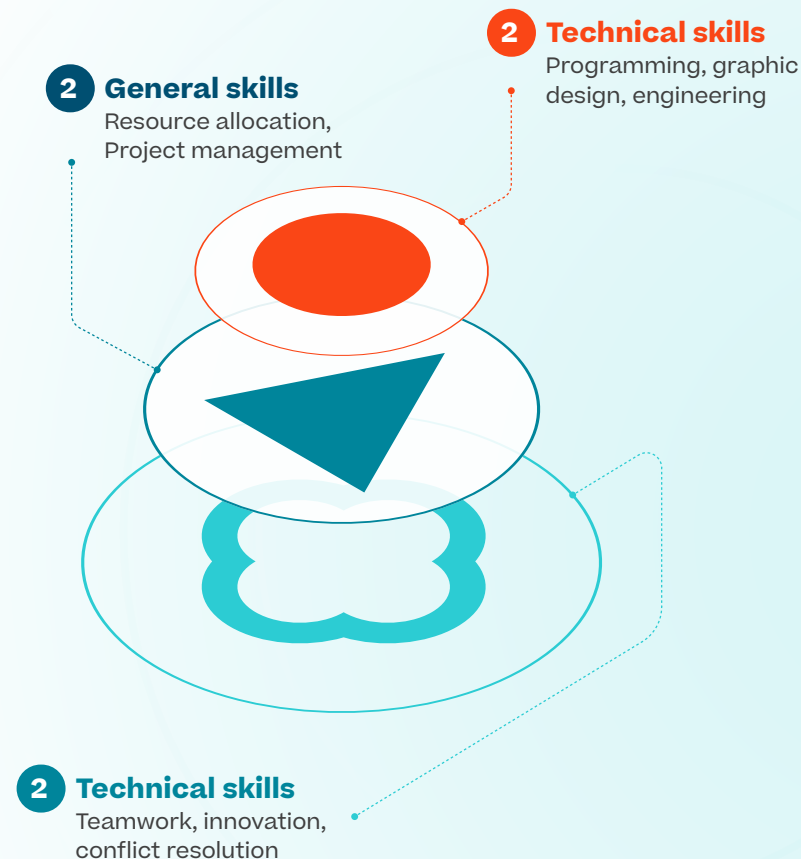 2 Technical skills
Programming, graphic
design, engineering
2 General skills
Resource allocation,
Project management
2 Technical skills
Teamwork, innovation,
conflict resolution